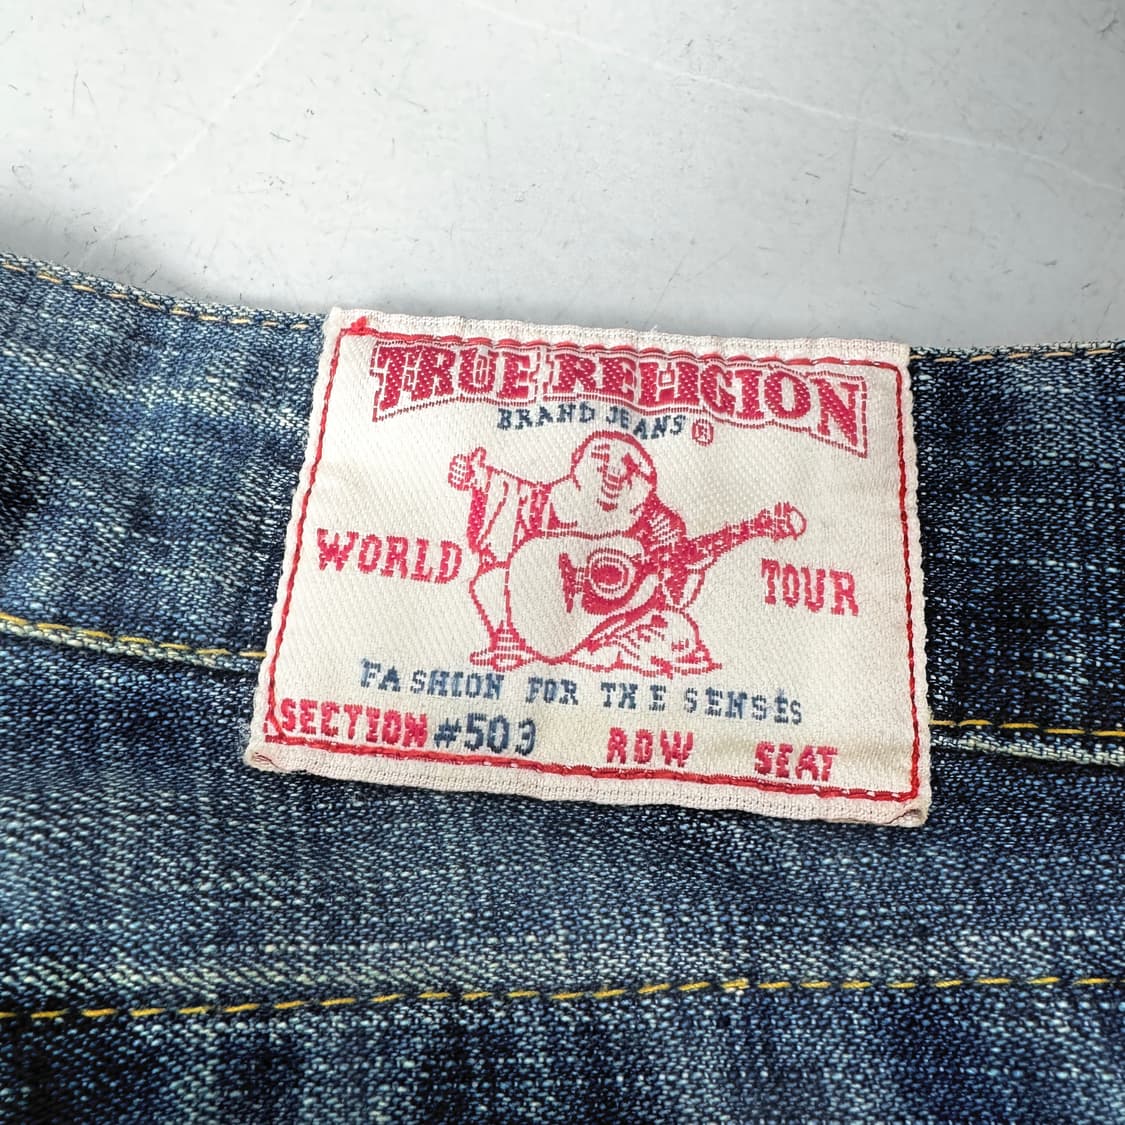 TRUE RELIGION
BRAND JEANS®
WORLD TOUR
FASHION FOR THE SENSES
SECTION #503 ROW SEAT